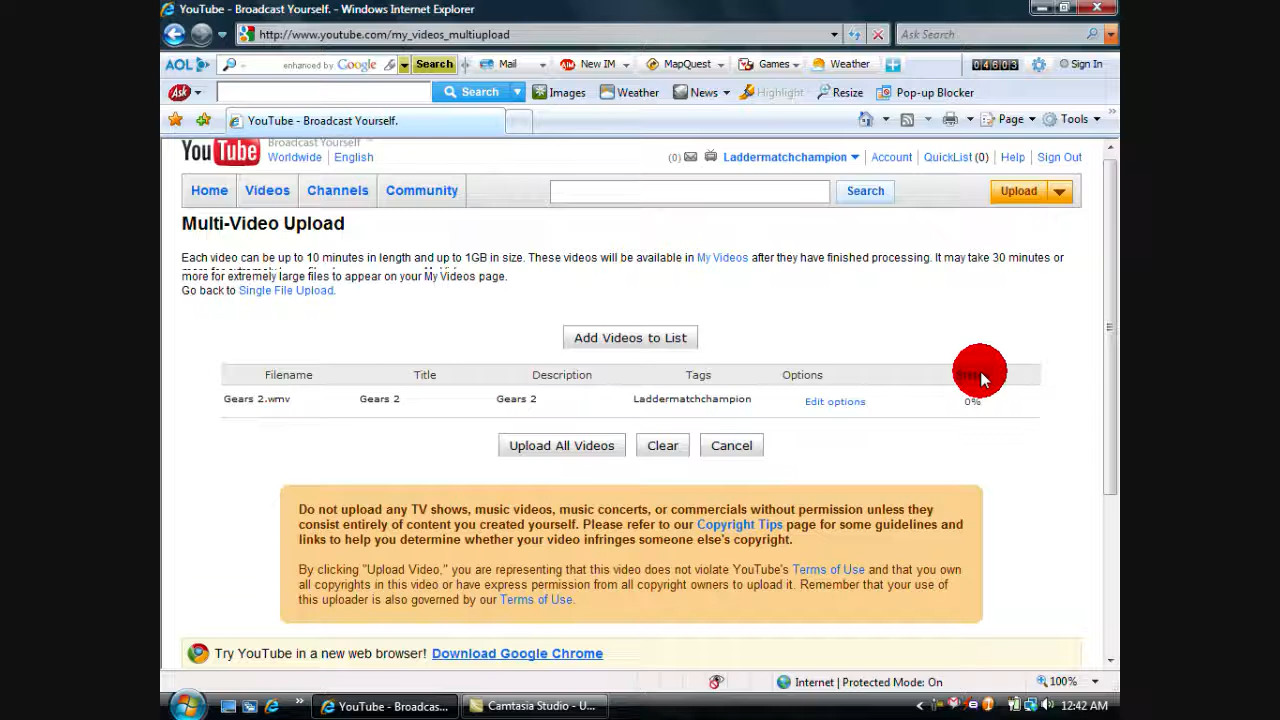 YouTube - Broadcast Yourself. - Windows Internet Explorer
http://www.youtube.com/my_videos_multiupload
Ask Search
AOL enhanced by Google Search Mail New IM MapQuest Games Weather 04603 Sign In
Ask Search Images Weather News Highlight Resize Pop-up Blocker
YouTube - Broadcast Yourself. Page Tools
YouTube Broadcast Yourself ™
Worldwide | English (0) Laddermatchchampion Account | QuickList (0) | Help | Sign Out
Home Videos Channels Community Search Upload
Multi-Video Upload
Each video can be up to 10 minutes in length and up to 1GB in size. These videos will be available in My Videos after they have finished processing. It may take 30 minutes or
more for extremely large files to appear on your My Videos page.
Go back to Single File Upload.
Add Videos to List
Filename Title Description Tags Options
Gears 2.wmv Gears 2 Gears 2 Laddermatchchampion Edit options 0%
Upload All Videos Clear Cancel
Do not upload any TV shows, music videos, music concerts, or commercials without permission unless they
consist entirely of content you created yourself. Please refer to our Copyright Tips page for some guidelines and
links to help you determine whether your video infringes someone else's copyright.
By clicking "Upload Video," you are representing that this video does not violate YouTube's Terms of Use and that you own
all copyrights in this video or have express permission from all copyright owners to upload it. Remember that your use of
this uploader is also governed by our Terms of Use.
Try YouTube in a new web browser! Download Google Chrome
Internet | Protected Mode: On 100%
YouTube - Broadcas... Camtasia Studio - U... 12:42 AM